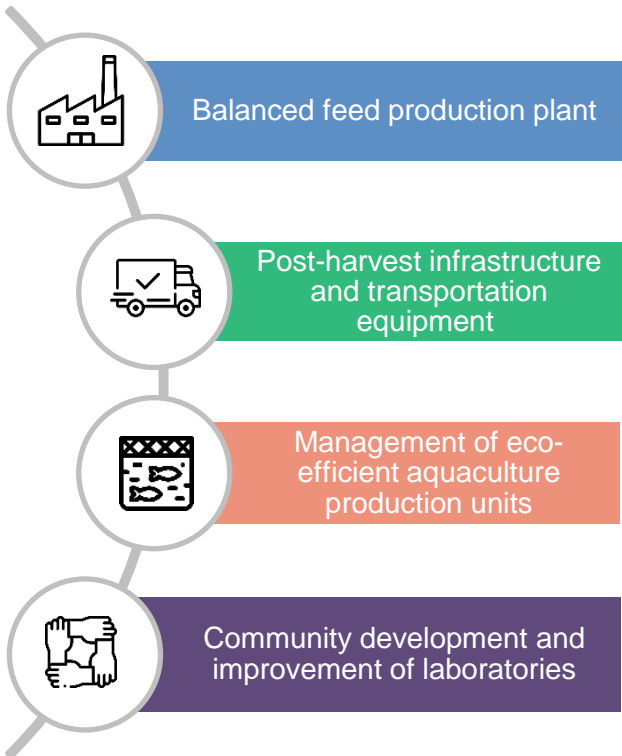 Balanced feed production plant
Post-harvest infrastructure
and transportation
equipment
Management of eco-
efficient aquaculture
production units
Community development and
improvement of laboratories